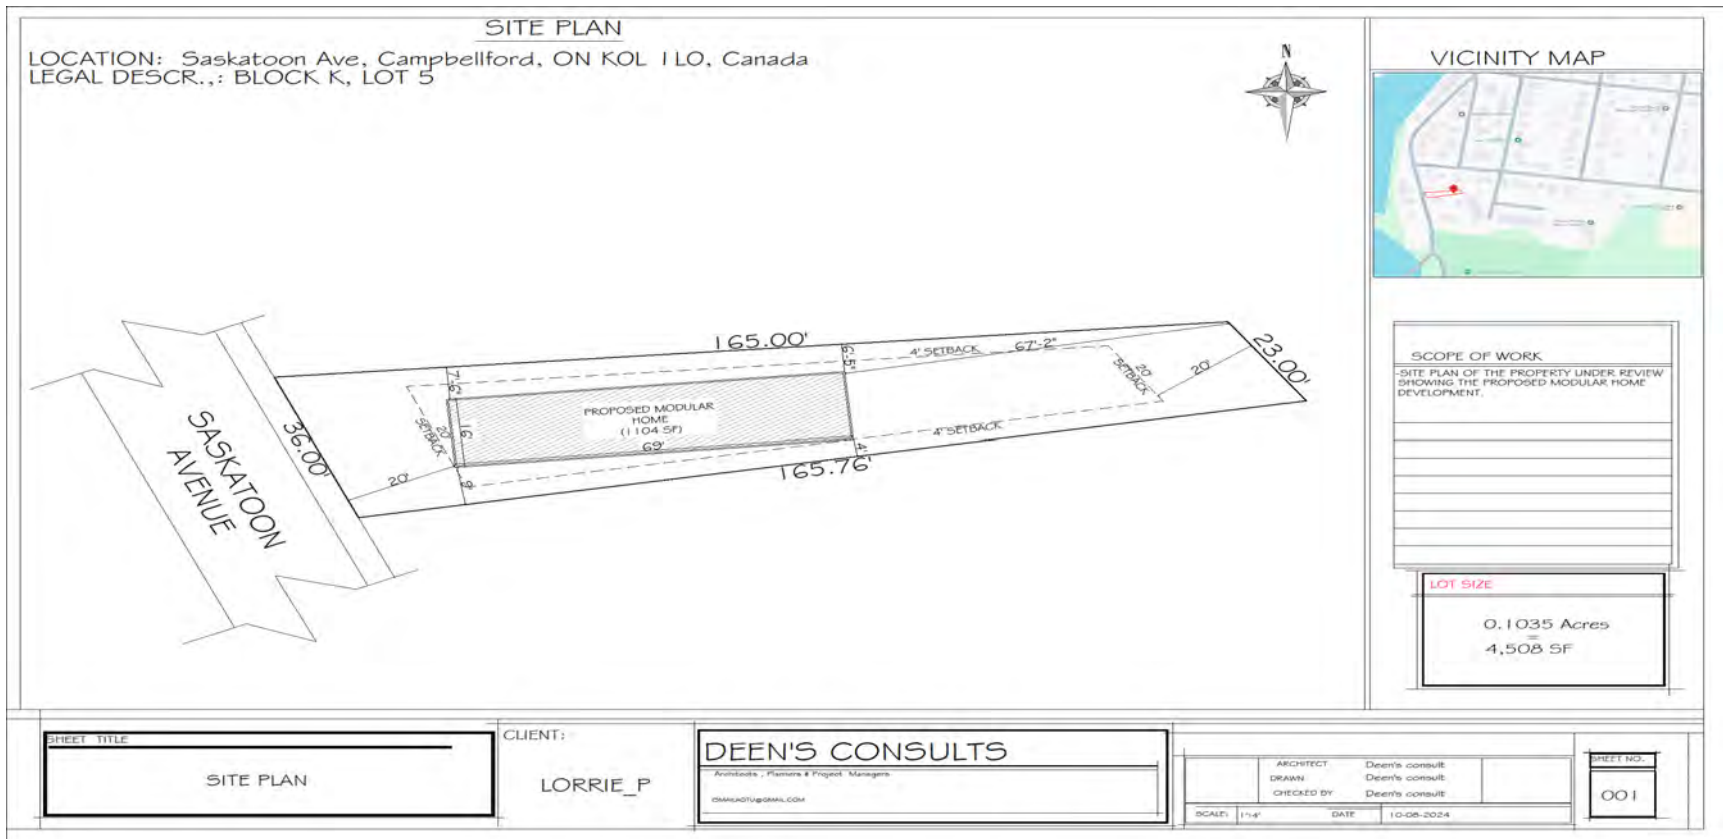 SITE PLAN
LOCATION: Saskatoon Ave, Campbellford, ON K0L 1L0, Canada
LEGAL DESCR.,: BLOCK K, LOT 5
N
VICINITY MAP
165.00'
6'-5"
4' SETBACK
67'-2"
23.00'
20'
SETBACK
20'
7'-6"
PROPOSED MODULAR
HOME
(1104 SF)
69'
16'
20'
SETBACK
4' SETBACK
4'
165.76'
9'
20'
36.00'
SASKATOON
AVENUE
SCOPE OF WORK
-SITE PLAN OF THE PROPERTY UNDER REVIEW
SHOWING THE PROPOSED MODULAR HOME
DEVELOPMENT.
LOT SIZE
0.1035 Acres
=
4,508 SF
SHEET TITLE
SITE PLAN
CLIENT:
LORRIE_P
DEEN'S CONSULTS
Architects , Planners & Project Managers
ARCHITECT Deen's consult
DRAWN Deen's consult
CHECKED BY Deen's consult
SCALE: DATE 10-08-2024
SHEET NO.
001